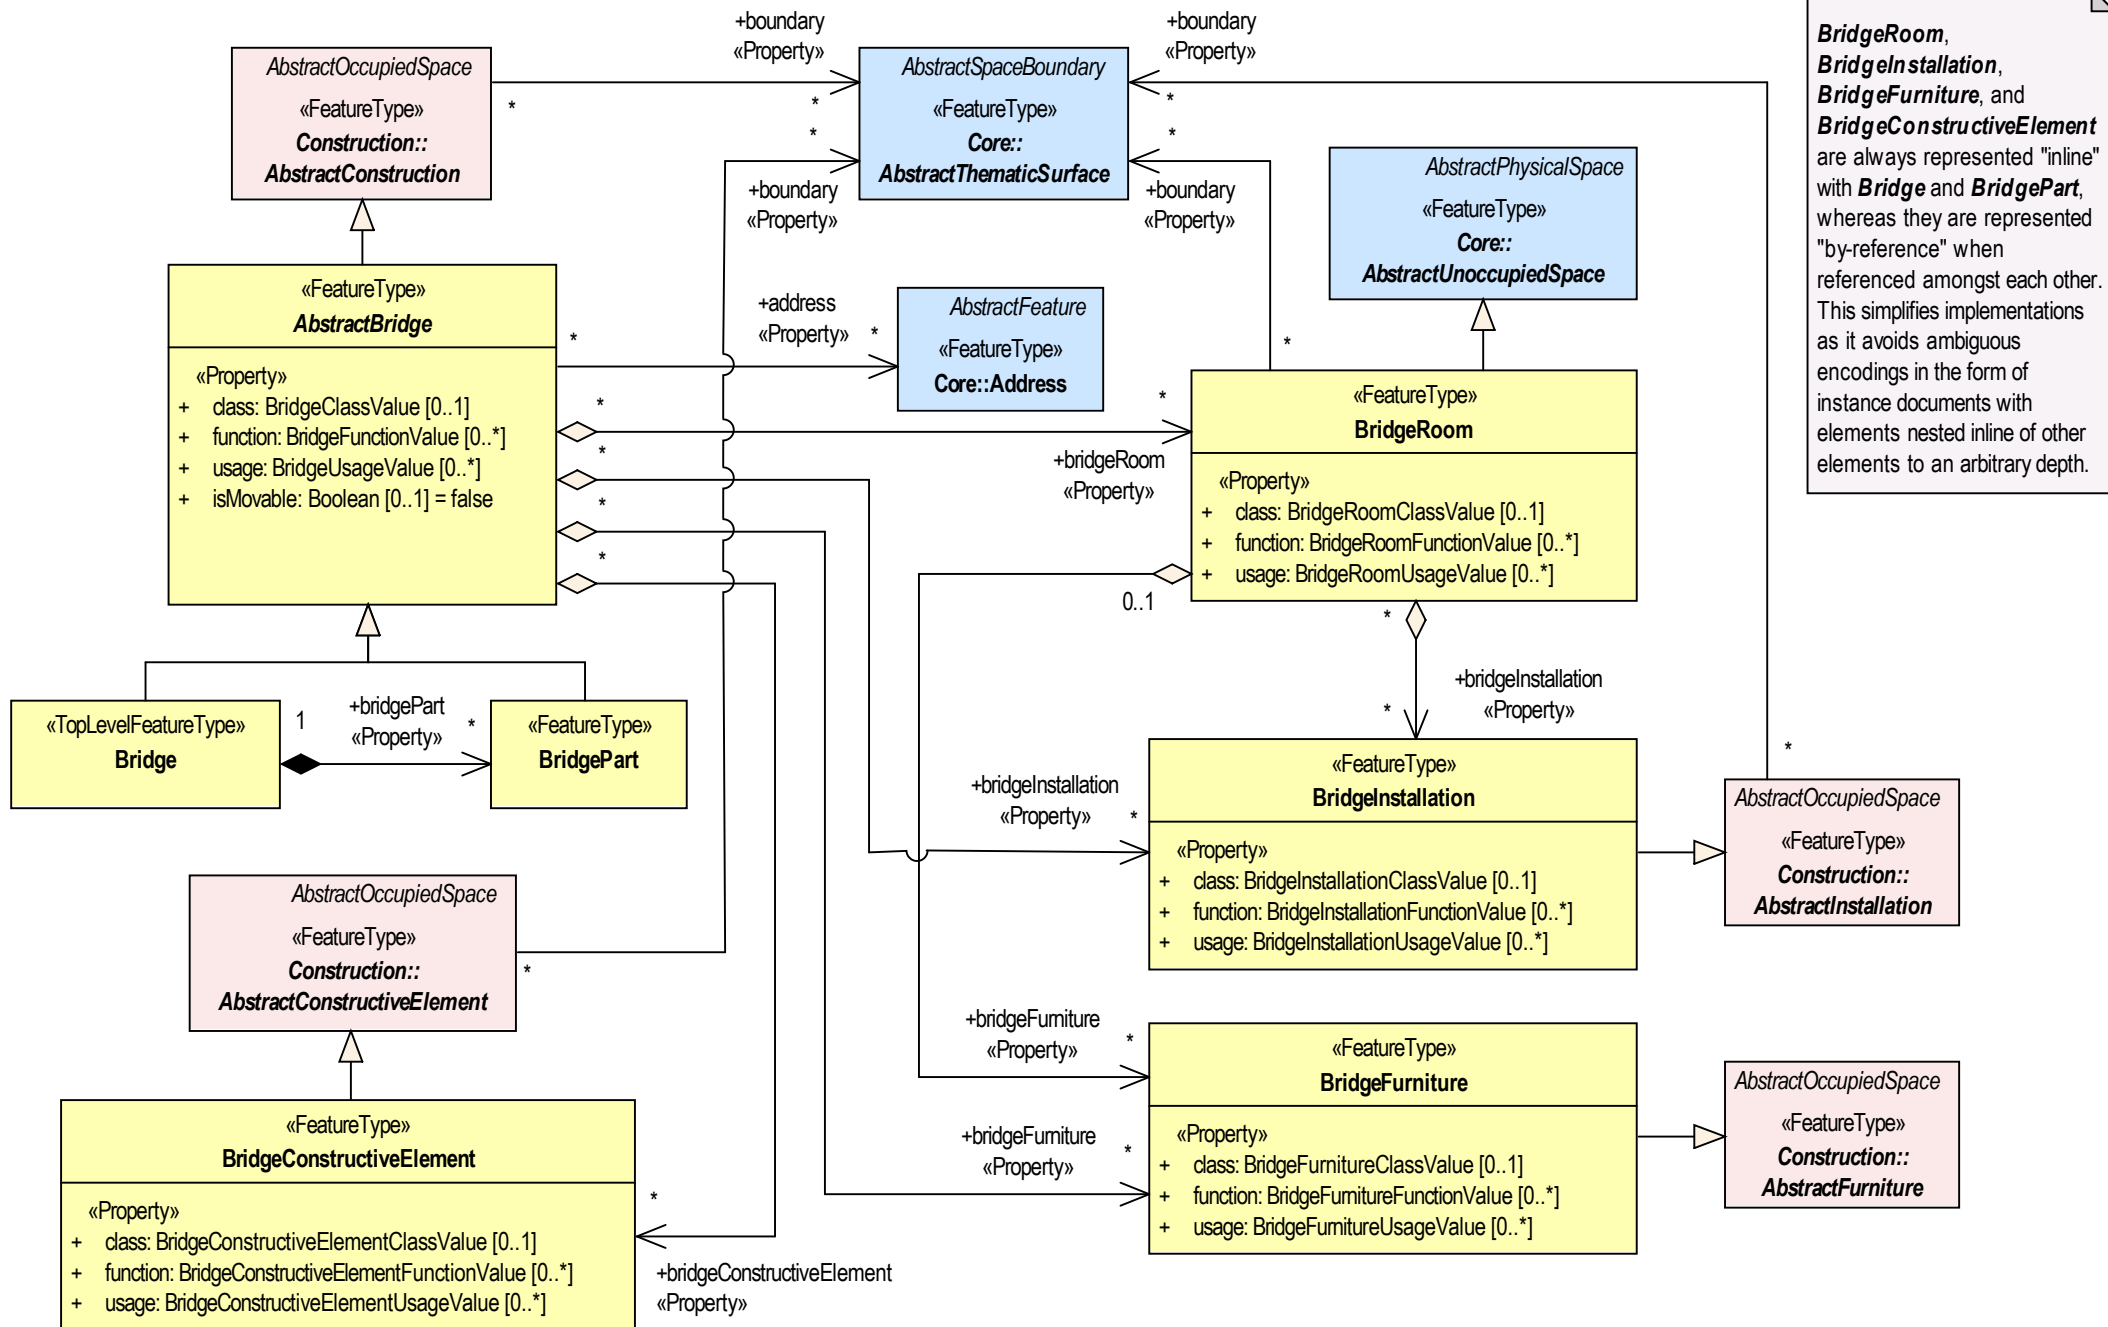 +boundary
«Property»
*
*
+boundary
«Property»
*
*
AbstractOccupiedSpace
«FeatureType»
Construction::
AbstractConstruction
AbstractSpaceBoundary
«FeatureType»
Core::
AbstractThematicSurface
*
+boundary
«Property»
+boundary
«Property»
AbstractPhysicalSpace
«FeatureType»
Core::
AbstractUnoccupiedSpace
BridgeRoom,
BridgeInstallation,
BridgeFurniture, and
BridgeConstructiveElement
are always represented "inline"
with Bridge and BridgePart,
whereas they are represented
"by-reference" when
referenced amongst each other.
This simplifies implementations
as it avoids ambiguous
encodings in the form of
instance documents with
elements nested inline of other
elements to an arbitrary depth.
«FeatureType»
AbstractBridge
«Property»
+ class: BridgeClassValue [0..1]
+ function: BridgeFunctionValue [0..*]
+ usage: BridgeUsageValue [0..*]
+ isMovable: Boolean [0..1] = false
*
+address
«Property»
*
AbstractFeature
«FeatureType»
Core::Address
*
*
*
*
*
*
+bridgeRoom
«Property»
«FeatureType»
BridgeRoom
«Property»
+ class: BridgeRoomClassValue [0..1]
+ function: BridgeRoomFunctionValue [0..*]
+ usage: BridgeRoomUsageValue [0..*]
0..1
*
+bridgeInstallation
«Property»
*
«TopLevelFeatureType»
Bridge
1
+bridgePart
«Property»
*
«FeatureType»
BridgePart
+bridgeInstallation
«Property»
*
«FeatureType»
BridgeInstallation
«Property»
+ class: BridgeInstallationClassValue [0..1]
+ function: BridgeInstallationFunctionValue [0..*]
+ usage: BridgeInstallationUsageValue [0..*]
*
AbstractOccupiedSpace
«FeatureType»
Construction::
AbstractInstallation
AbstractOccupiedSpace
«FeatureType»
Construction::
AbstractConstructiveElement
*
+bridgeFurniture
«Property»
*
+bridgeFurniture
«Property»
*
«FeatureType»
BridgeFurniture
«Property»
+ class: BridgeFurnitureClassValue [0..1]
+ function: BridgeFurnitureFunctionValue [0..*]
+ usage: BridgeFurnitureUsageValue [0..*]
AbstractOccupiedSpace
«FeatureType»
Construction::
AbstractFurniture
«FeatureType»
BridgeConstructiveElement
«Property»
+ class: BridgeConstructiveElementClassValue [0..1]
+ function: BridgeConstructiveElementFunctionValue [0..*]
+ usage: BridgeConstructiveElementUsageValue [0..*]
*
+bridgeConstructiveElement
«Property»